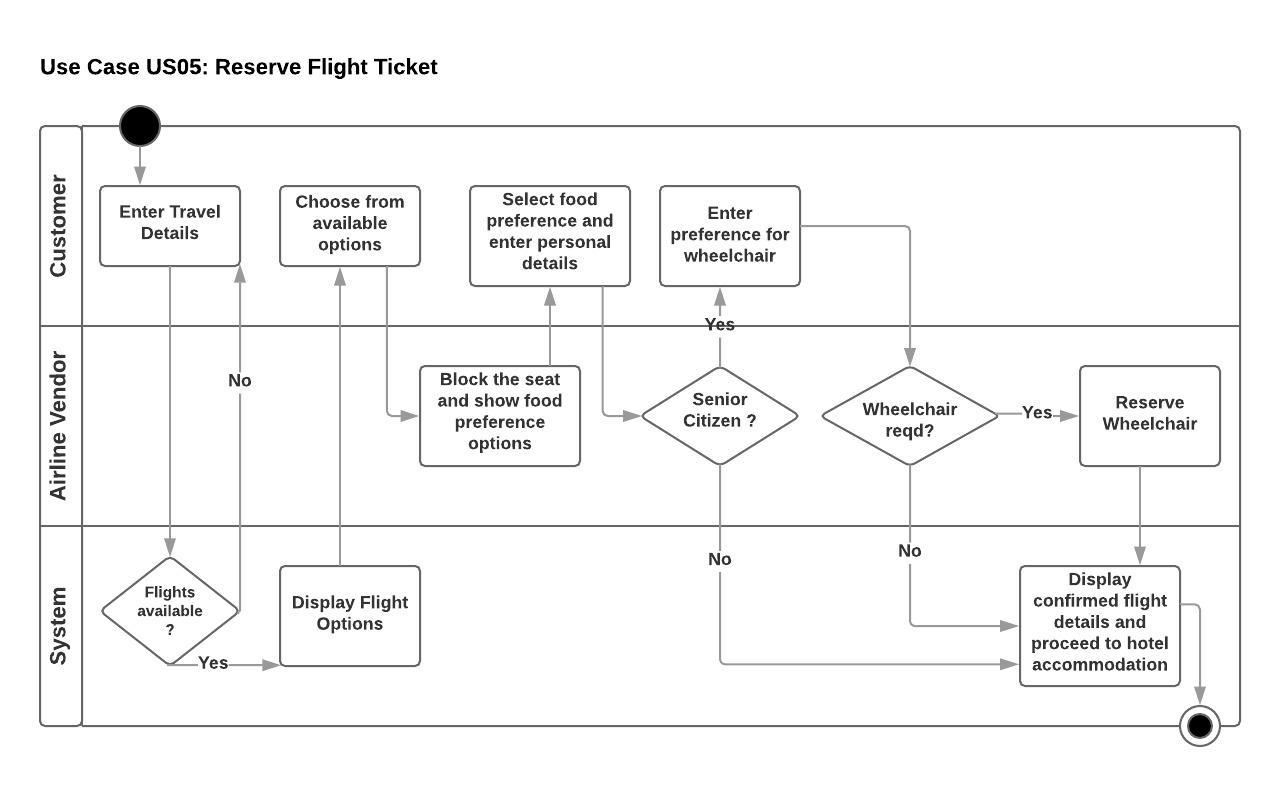 Use Case US05: Reserve Flight Ticket
Customer
Enter Travel
Details
Choose from
available
options
Select food
preference and
enter personal
details
Enter
preference for
wheelchair
Yes
Airline Vendor
No
Block the seat
and show food
preference
options
Senior
Citizen ?
Wheelchair
reqd?
Yes
Reserve
Wheelchair
System
Flights
available
?
Yes
Display Flight
Options
No
No
Display
confirmed flight
details and
proceed to hotel
accommodation